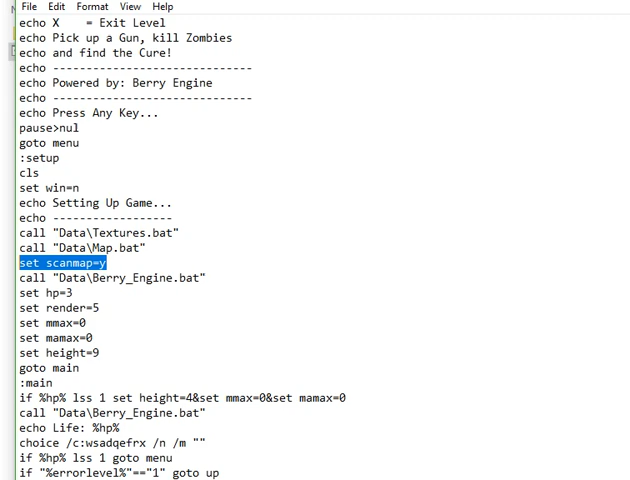 File Edit Format View Help
echo X    = Exit Level
echo Pick up a Gun, kill Zombies
echo and find the Cure!
echo ------------------------------
echo Powered by: Berry Engine
echo ------------------------------
echo Press Any Key...
pause>nul
goto menu
:setup
cls
set win=n
echo Setting Up Game...
echo ------------------
call "Data\Textures.bat"
call "Data\Map.bat"
set scanmap=y
call "Data\Berry_Engine.bat"
set hp=3
set render=5
set mmax=0
set mamax=0
set height=9
goto main
:main
if %hp% lss 1 set height=4&set mmax=0&set mamax=0
call "Data\Berry_Engine.bat"
echo Life: %hp%
choice /c:wsadqefrx /n /m ""
if %hp% lss 1 goto menu
if "%errorlevel%"=="1" goto up